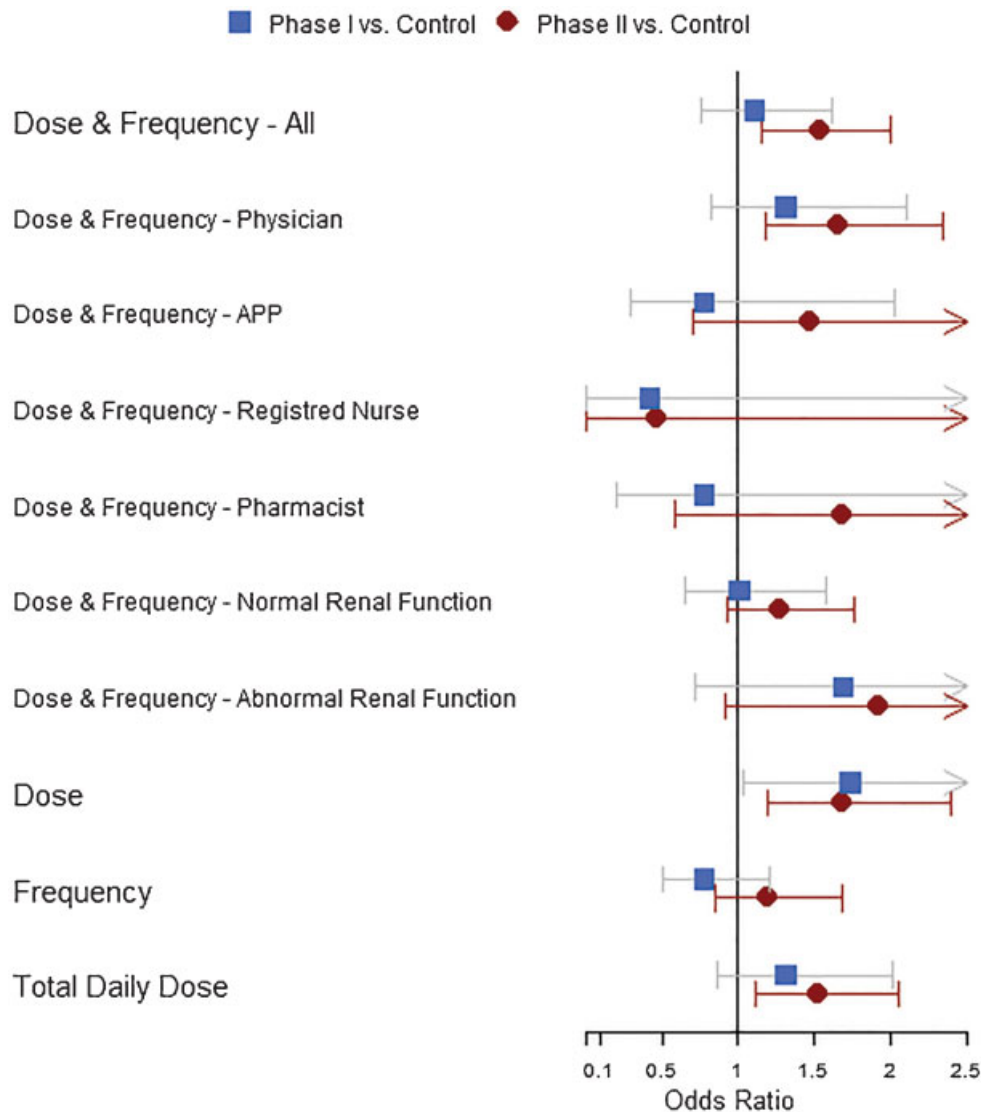 Phase I vs. Control Phase II vs. Control
Dose & Frequency - All
Dose & Frequency - Physician
Dose & Frequency - APP
Dose & Frequency - Registred Nurse
Dose & Frequency - Pharmacist
Dose & Frequency - Normal Renal Function
Dose & Frequency - Abnormal Renal Function
Dose
Frequency
Total Daily Dose
0.1 0.5 1 1.5 2 2.5
Odds Ratio